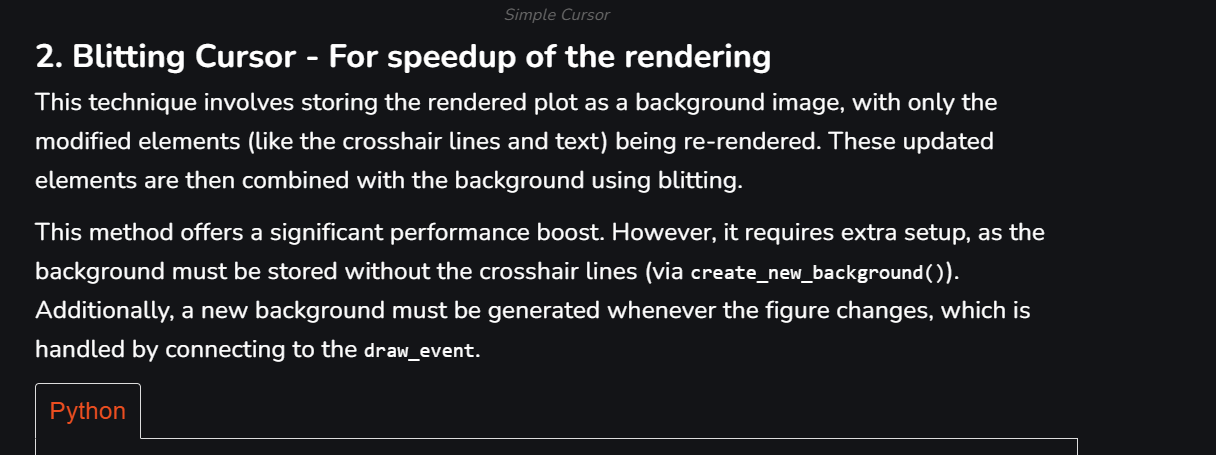 Simple Cursor
2. Blitting Cursor - For speedup of the rendering
This technique involves storing the rendered plot as a background image, with only the
modified elements (like the crosshair lines and text) being re-rendered. These updated
elements are then combined with the background using blitting.
This method offers a significant performance boost. However, it requires extra setup, as the
background must be stored without the crosshair lines (via create_new_background()).
Additionally, a new background must be generated whenever the figure changes, which is
handled by connecting to the draw_event.
Python